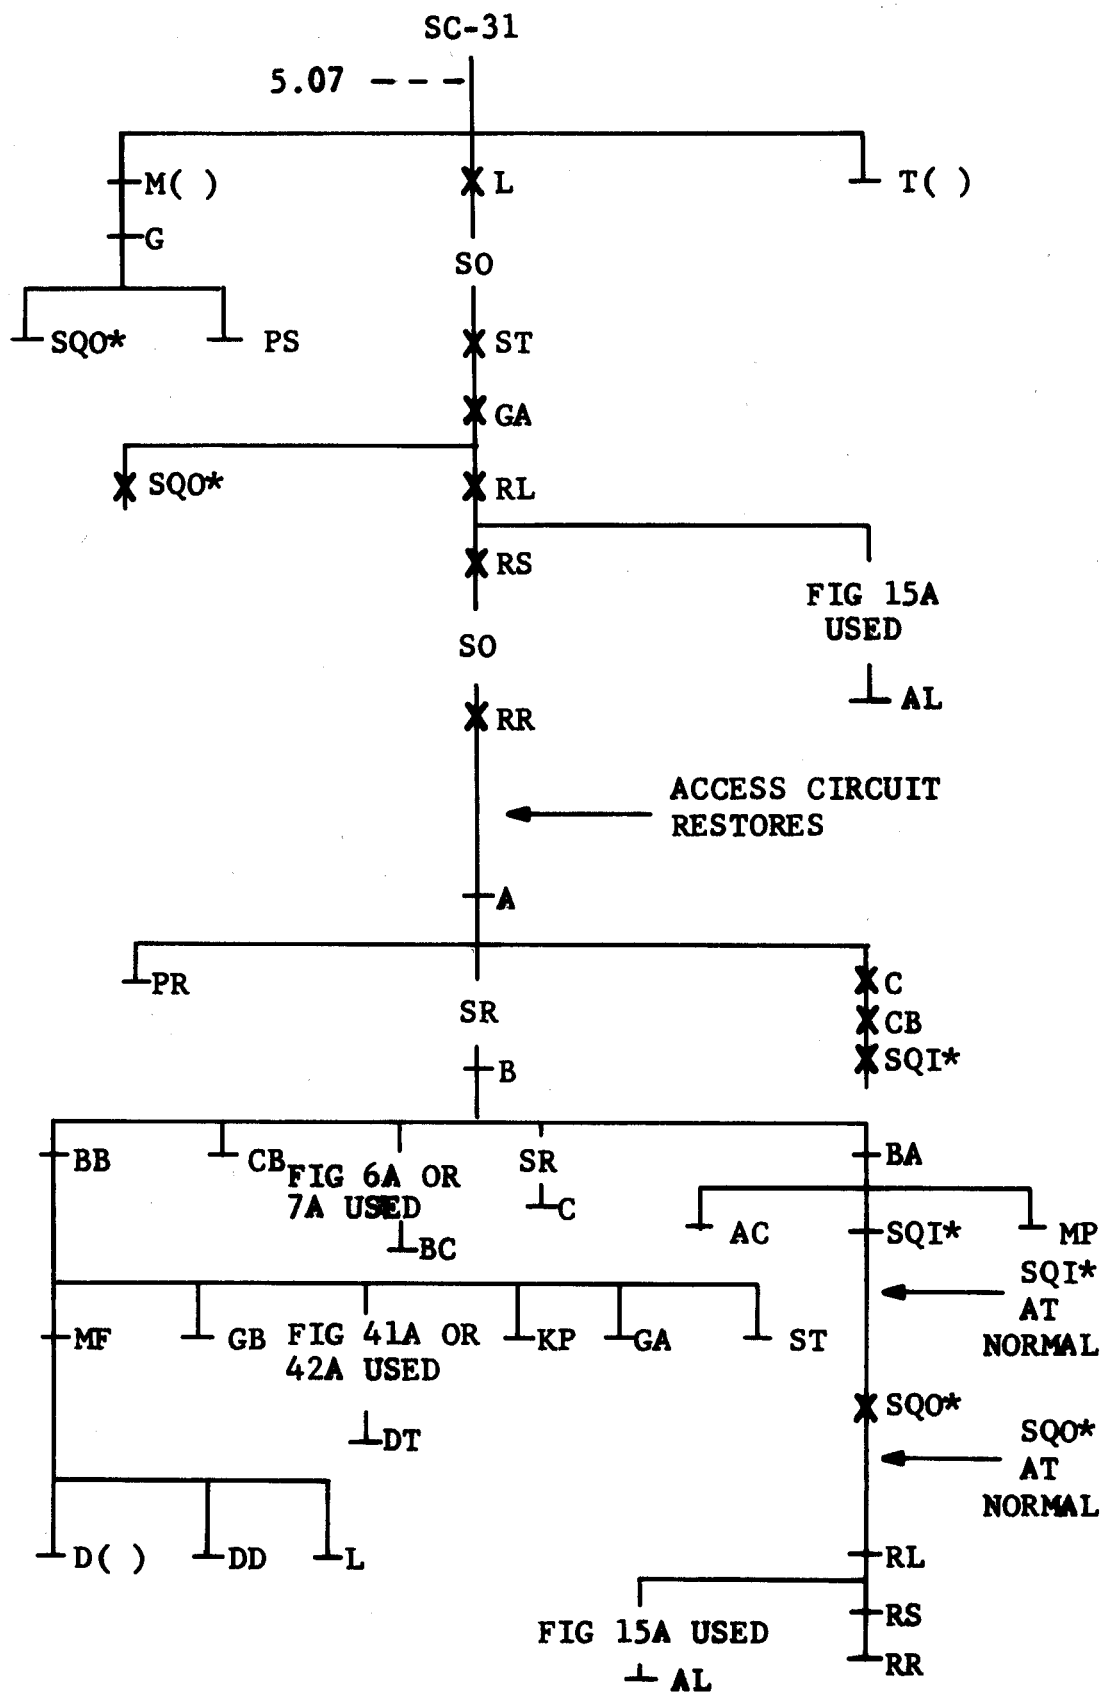 SC-31
5.07
M( )
L
T( )
G
SO
SQO*
PS
ST
GA
SQO*
RL
RS
FIG 15A
USED
SO
AL
RR
ACCESS CIRCUIT
RESTORES
A
PR
C
SR
CB
SQI*
B
BB
CB
FIG 6A OR
7A USED
SR
BA
C
BC
AC
SQI*
MP
SQI*
AT
NORMAL
MF
GB
FIG 41A OR
42A USED
KP
GA
ST
DT
SQO*
SQO*
AT
NORMAL
D( )
DD
L
RL
FIG 15A USED
RS
RR
AL